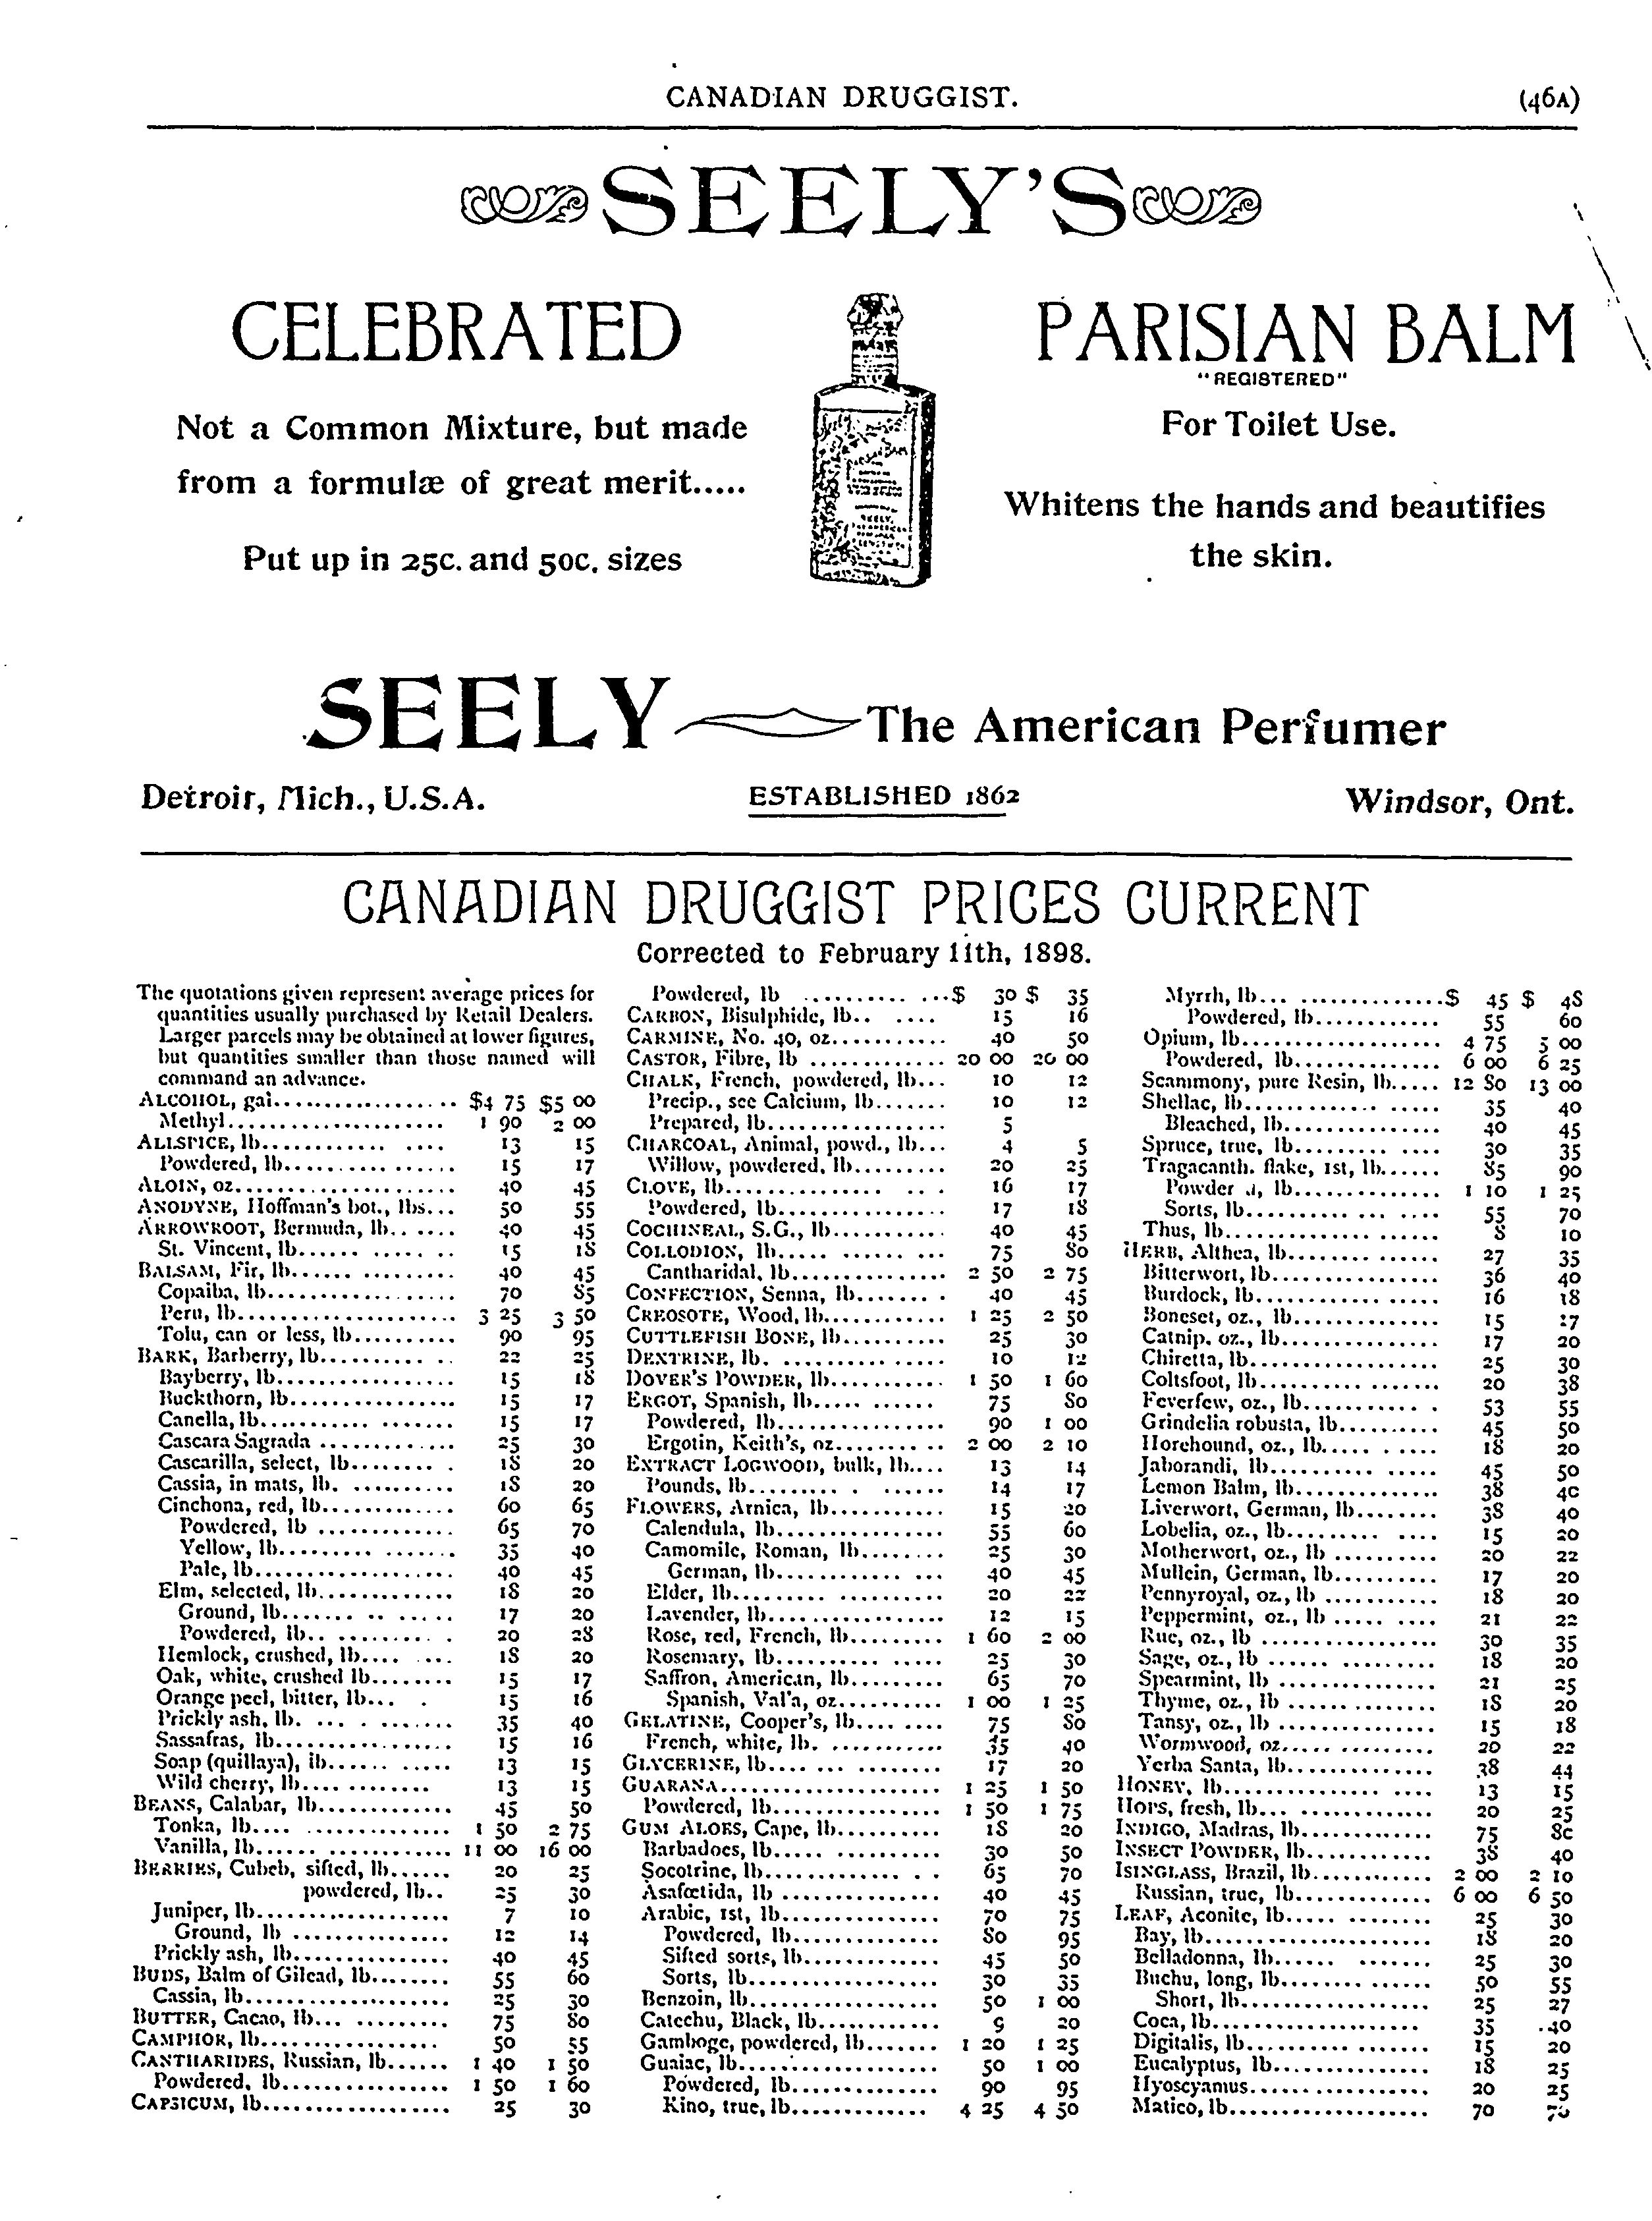 CANADIAN DRUGGIST. (46A)
SEELY'S
CELEBRATED
Not a Common Mixture, but made
from a formulæ of great merit.....
Put up in 25c. and 50c. sizes
PARISIAN BALM
"REGISTERED"
For Toilet Use.
Whitens the hands and beautifies
the skin.
PARISIAN BALM
SEELY
SEELY The American Perfumer
Detroit, Mich., U.S.A. ESTABLISHED 1862 Windsor, Ont.
CANADIAN DRUGGIST PRICES CURRENT
Corrected to February 11th, 1898.
The quotations given represent average prices for
quantities usually purchased by Retail Dealers.
Larger parcels may be obtained at lower figures,
but quantities smaller than those named will
command an advance.
ALCOHOL, gal.................. $4 75 $5 00
Methyl...................... 1 90 2 00
ALLSPICE, lb.................. 13 15
Powdered, lb................ 15 17
ALOIN, oz..................... 40 45
ANODYNE, Hoffman's bot., lbs... 50 55
ARROWROOT, Bermuda, lb........ 40 45
St. Vincent, lb............. 15 18
BALSAM, Fir, lb............... 40 45
Copaiba, lb................. 70 85
Peru, lb.................... 3 25 3 50
Tolu, can or less, lb.......... 90 95
BARK, Barberry, lb............ 22 25
Bayberry, lb................ 15 18
Buckthorn, lb............... 15 17
Canella, lb................. 15 17
Cascara Sagrada ............. 25 30
Cascarilla, select, lb......... 18 20
Cassia, in mats, lb. .......... 18 20
Cinchona, red, lb............. 60 65
Powdered, lb ............. 65 70
Yellow, lb................ 35 40
Pale, lb.................. 40 45
Elm, selected, lb............. 18 20
Ground, lb................ 17 20
Powdered, lb.............. 20 28
Hemlock, crushed, lb......... 18 20
Oak, white, crushed lb........ 15 17
Orange peel, bitter, lb... . 15 16
Prickly ash, lb. ............ 35 40
Sassafras, lb................ 15 16
Soap (quillaya), lb........... 13 15
Wild cherry, lb............. 13 15
BEANS, Calabar, lb............. 45 50
Tonka, lb................... 1 50 2 75
Vanilla, lb.................. 11 00 16 00
BERRIES, Cubeb, sifted, lb...... 20 25
powdered, lb.. 25 30
Juniper, lb.................. 7 10
Ground, lb ............... 12 14
Prickly ash, lb............... 40 45
BUDS, Balm of Gilead, lb........ 55 60
Cassia, lb................... 25 30
BUTTER, Cacao, lb............. 75 80
CAMPHOR, lb.................. 50 55
CANTHARIDES, Russian, lb...... 1 40 1 50
Powdered, lb................ 1 50 1 60
CAPSICUM, lb.................. 25 30
Powdered, lb .............$ 30 $ 35
CARBON, Bisulphide, lb.. .... 15 16
CARMINE, No. 40, oz........... 40 50
CASTOR, Fibre, lb ............ 20 00 20 00
CHALK, French, powdered, lb... 10 12
Precip., see Calcium, lb....... 10 12
Prepared, lb................. 5
CHARCOAL, Animal, powd., lb... 4 5
Willow, powdered, lb......... 20 25
CLOVE, lb..................... 16 17
Powdered, lb................ 17 18
COCHINEAL, S.G., lb........... 40 45
COLLODION, lb................ 75 80
Cantharidal, lb............... 2 50 2 75
CONFECTION, Senna, lb........ 40 45
CREOSOTE, Wood, lb............ 1 25 2 50
CUTTLEFISH BONE, lb.......... 25 30
DEXTRINE, lb. ................ 10 12
DOVER'S POWDER, lb........... 1 50 1 60
ERGOT, Spanish, lb............. 75 80
Powdered, lb................ 90 1 00
Ergotin, Keith's, oz.......... 2 00 2 10
EXTRACT LOGWOOD, bulk, lb.... 13 14
Pounds, lb.................. 14 17
FLOWERS, Arnica, lb........... 15 20
Calendula, lb................ 55 60
Camomile, Roman, lb........ 25 30
German, lb................ 40 45
Elder, lb.................... 20 22
Lavender, lb................. 12 15
Rose, red, French, lb......... 1 60 2 00
Rosemary, lb................ 25 30
Saffron, American, lb......... 65 70
Spanish, Val'a, oz.......... 1 00 1 25
GELATINE, Cooper's, lb........ 75 80
French, white, lb. ........... 35 40
GLYCERINE, lb................ 17 20
GUARANA...................... 1 25 1 50
Powdered, lb................ 1 50 1 75
GUM ALOES, Cape, lb.......... 18 20
Barbadoes, lb................ 30 50
Socotrine, lb................. 65 70
Asafœtida, lb ............... 40 45
Arabic, 1st, lb............... 70 75
Powdered, lb.............. 80 95
Sifted sorts, lb............. 45 50
Sorts, lb.................. 30 35
Benzoin, lb.................. 50 1 00
Catechu, Black, lb............ 9 20
Gamboge, powdered, lb....... 1 20 1 25
Guaiac, lb................... 50 1 00
Powdered, lb.............. 90 95
Kino, true, lb............. 4 25 4 50
Myrrh, lb... ..............$ 45 $ 48
Powdered, lb............ 55 60
Opium, lb.................... 4 75 5 00
Powdered, lb.............. 6 00 6 25
Scammony, pure Resin, lb..... 12 80 13 00
Shellac, lb................... 35 40
Bleached, lb............... 40 45
Spruce, true, lb.............. 30 35
Tragacanth, flake, 1st, lb...... 85 90
lb.............. 1 10 1 25
Sorts, lb.................. 55 70
Thus, lb..................... 8 10
HERB, Althea, lb.............. 27 35
Bitterwort, lb................ 36 40
Burdock, lb.................. 16 18
Boneset, oz., lb............... 15 17
Catnip, oz., lb................ 17 20
Chiretta, lb.................. 25 30
Coltsfoot, lb................. 20 38
Feverfew, oz., lb.............. 53 55
Grindelia robusta, lb.......... 45 50
Horehound, oz., lb........... 18 20
Jaborandi, lb................. 45 50
Lemon Balm, lb.............. 38 40
Liverwort, German, lb........ 38 40
Lobelia, oz., lb............... 15 20
Motherwort, oz., lb .......... 20 22
Mullein, German, lb.......... 17 20
Pennyroyal, oz., lb ........... 18 20
Peppermint, oz., lb ..... .... 21 22
Rue, oz., lb ................. 30 35
Sage, oz., lb ................ 18 20
Spearmint, lb ............... 21 25
Thyme, oz., lb .............. 18 20
Tansy, oz., lb ............... 15 18
Wormwood, oz............... 20 22
Yerba Santa, lb............... 38 44
HONEY, lb.................... 13 15
HOPS, fresh, lb................ 20 25
INDIGO, Madras, lb............. 75 80
INSECT POWDER, lb............ 38 40
ISINGLASS, Brazil, lb............ 2 00 2 10
Russian, true, lb............. 6 00 6 50
LEAF, Aconite, lb.............. 25 30
Bay, lb...................... 18 20
Belladonna, lb............... 25 30
Buchu, long, lb.............. 50 55
Short, lb.................. 25 27
Coca, lb..................... 35 40
Digitalis, lb.................. 15 20
Eucalyptus, lb............... 18 25
Hyoscyamus................. 20 25
Matico, lb................... 70